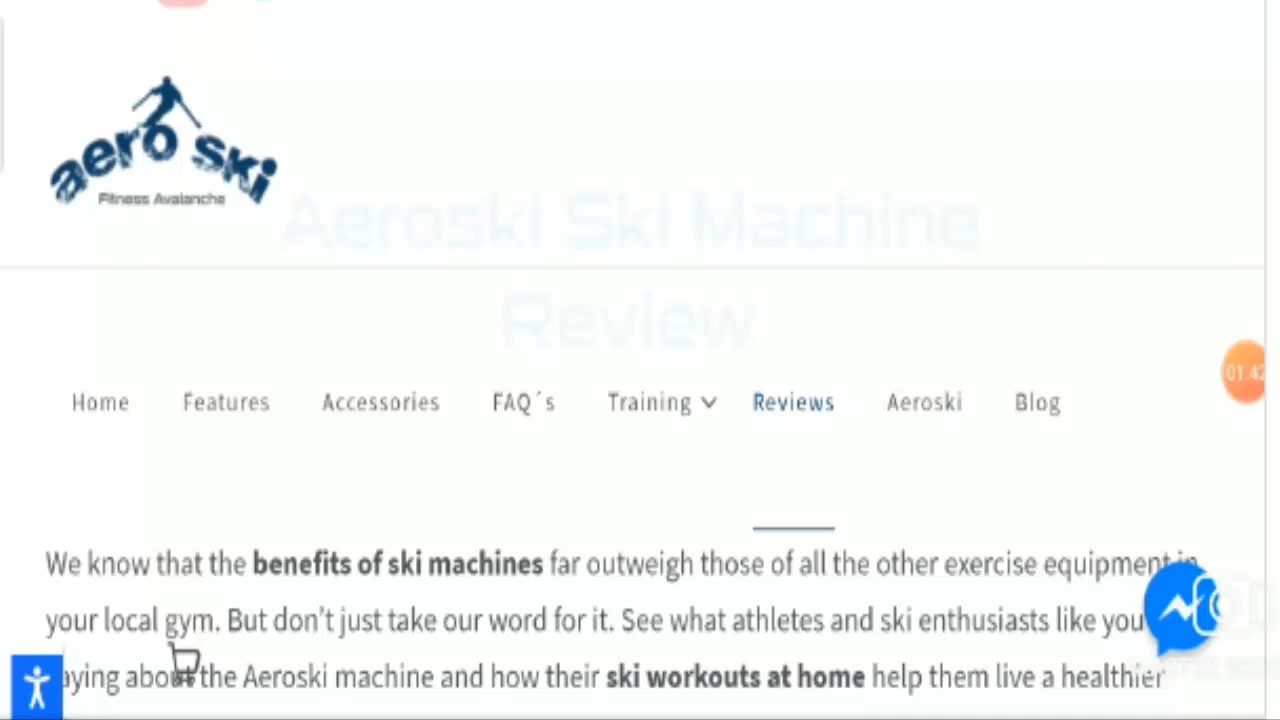 aero ski
Fitness Avalanche
Aeroski Ski Machine
Review
Home Features Accessories FAQ´s Training Reviews Aeroski Blog
01:42
We know that the benefits of ski machines far outweigh those of all the other exercise equipment in
your local gym. But don't just take our word for it. See what athletes and ski enthusiasts like you
aying about the Aeroski machine and how their ski workouts at home help them live a healthier